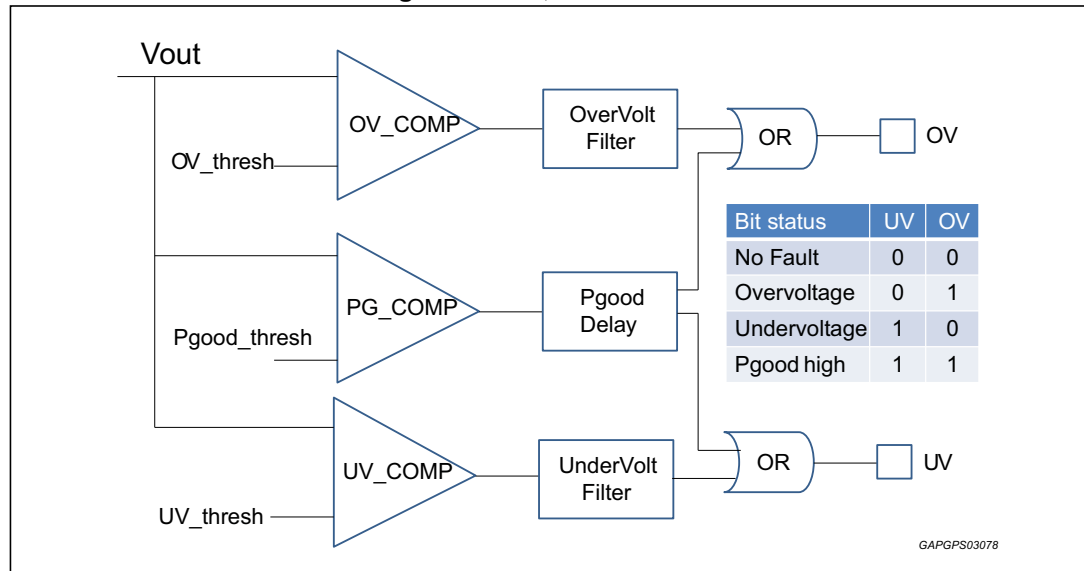 Vout
OV_COMP
OV_thresh
OverVolt
Filter
OR
OV
Bit status UV OV
No Fault 0 0
Overvoltage 0 1
Undervoltage 1 0
Pgood high 1 1
PG_COMP
Pgood_thresh
Pgood
Delay
UV_COMP
UV_thresh
UnderVolt
Filter
OR
UV
GAPGPS03078